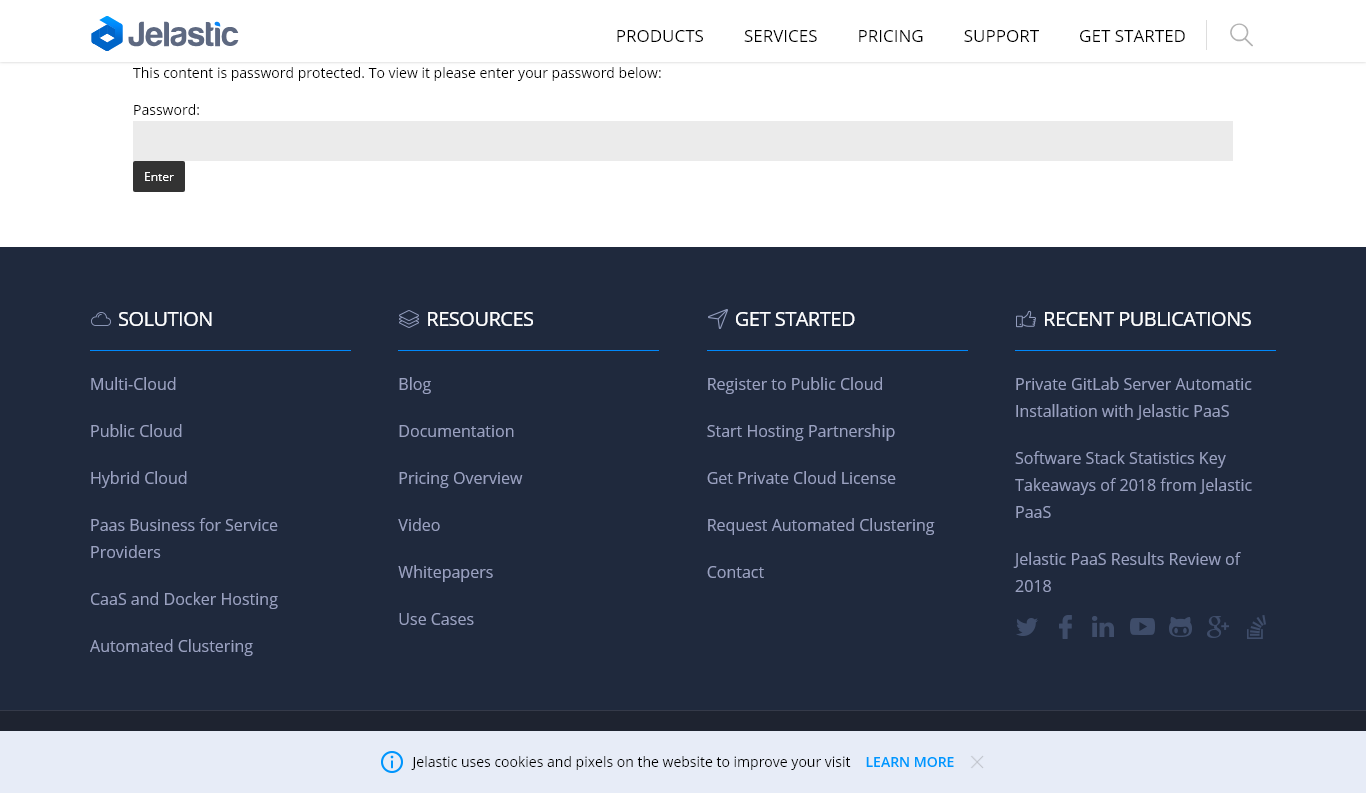 Jelastic
PRODUCTS
SERVICES
PRICING
SUPPORT
GET STARTED
This content is password protected. To view it please enter your password below:
Password:
Enter
SOLUTION
Multi-Cloud
Public Cloud
Hybrid Cloud
Paas Business for Service
Providers
CaaS and Docker Hosting
Automated Clustering
RESOURCES
Blog
Documentation
Pricing Overview
Video
Whitepapers
Use Cases
GET STARTED
Register to Public Cloud
Start Hosting Partnership
Get Private Cloud License
Request Automated Clustering
Contact
RECENT PUBLICATIONS
Private GitLab Server Automatic
Installation with Jelastic PaaS
Software Stack Statistics Key
Takeaways of 2018 from Jelastic
PaaS
Jelastic PaaS Results Review of
2018
Jelastic uses cookies and pixels on the website to improve your visit LEARN MORE